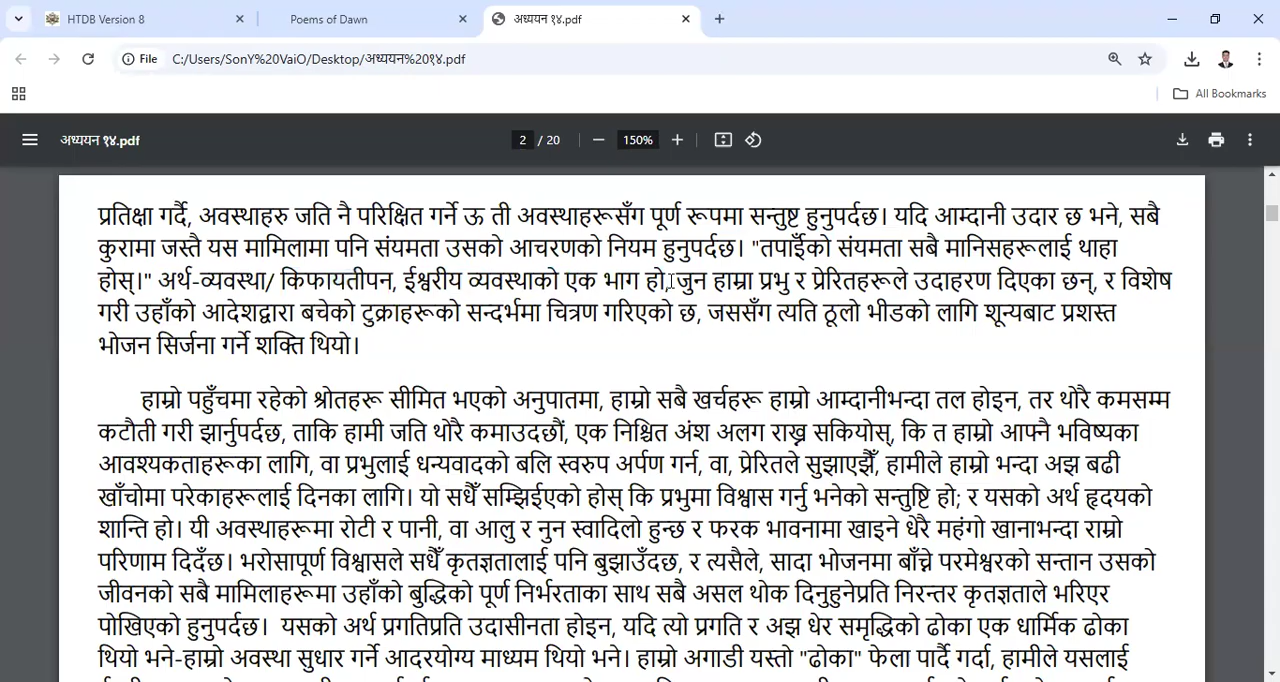 HTDB Version 8
Poems of Dawn
अध्ययन १४.pdf
File
C:/Users/SonY%20VaiO/Desktop/अध्ययन%20१४.pdf
All Bookmarks
अध्ययन १४.pdf
2 / 20
150%
प्रतिक्षा गर्दै, अवस्थाहरु जति नै परिक्षित गर्ने ऊ ती अवस्थाहरूसँग पूर्ण रूपमा सन्तुष्ट हुनुपर्दछ। यदि आम्दानी उदार छ भने, सबै
कुरामा जस्तै यस मामिलामा पनि संयमता उसको आचरणको नियम हुनुपर्दछ। "तपाईँको संयमता सबै मानिसहरूलाई थाहा
होस्।" अर्थ-व्यवस्था/ किफायतीपन, ईश्वरीय व्यवस्थाको एक भाग हो, जुन हाम्रा प्रभु र प्रेरितहरूले उदाहरण दिएका छन्, र विशेष
गरी उहाँको आदेशद्वारा बचेको टुक्राहरूको सन्दर्भमा चित्रण गरिएको छ, जससँग त्यति ठूलो भीडको लागि शून्यबाट प्रशस्त
भोजन सिर्जना गर्ने शक्ति थियो।
हाम्रो पहुँचमा रहेको श्रोतहरू सीमित भएको अनुपातमा, हाम्रो सबै खर्चहरू हाम्रो आम्दानीभन्दा तल होइन, तर थोरै कमसम्म
कटौती गरी झार्नुपर्दछ, ताकि हामी जति थोरै कमाउदछौं, एक निश्चित अंश अलग राख्न सकियोस्, कि त हाम्रो आफ्नै भविष्यका
आवश्यकताहरूका लागि, वा प्रभुलाई धन्यवादको बलि स्वरुप अर्पण गर्न, वा, प्रेरितले सुझाएझैँ, हामीले हाम्रो भन्दा अझ बढी
खाँचोमा परेकाहरूलाई दिनका लागि। यो सधैँ सम्झिईएको होस् कि प्रभुमा विश्वास गर्नु भनेको सन्तुष्टि हो; र यसको अर्थ हृदयको
शान्ति हो। यी अवस्थाहरूमा रोटी र पानी, वा आलु र नुन स्वादिलो हुन्छ र फरक भावनामा खाइने धेरै महंगो खानाभन्दा राम्रो
परिणाम दिदँछ। भरोसापूर्ण विश्वासले सधैँ कृतज्ञतालाई पनि बुझाउँदछ, र त्यसैले, सादा भोजनमा बाँच्ने परमेश्वरको सन्तान उसको
जीवनको सबै मामिलाहरूमा उहाँको बुद्धिको पूर्ण निर्भरताका साथ सबै असल थोक दिनुहुनेप्रति निरन्तर कृतज्ञताले भरिएर
पोखिएको हुनुपर्दछ। यसको अर्थ प्रगतिप्रति उदासीनता होइन, यदि त्यो प्रगति र अझ धेर समृद्धिको ढोका एक धार्मिक ढोका
थियो भने-हाम्रो अवस्था सुधार गर्ने आदरयोग्य माध्यम थियो भने। हाम्रो अगाडी यस्तो "ढोका" फेला पार्दै गर्दा, हामीले यसलाई